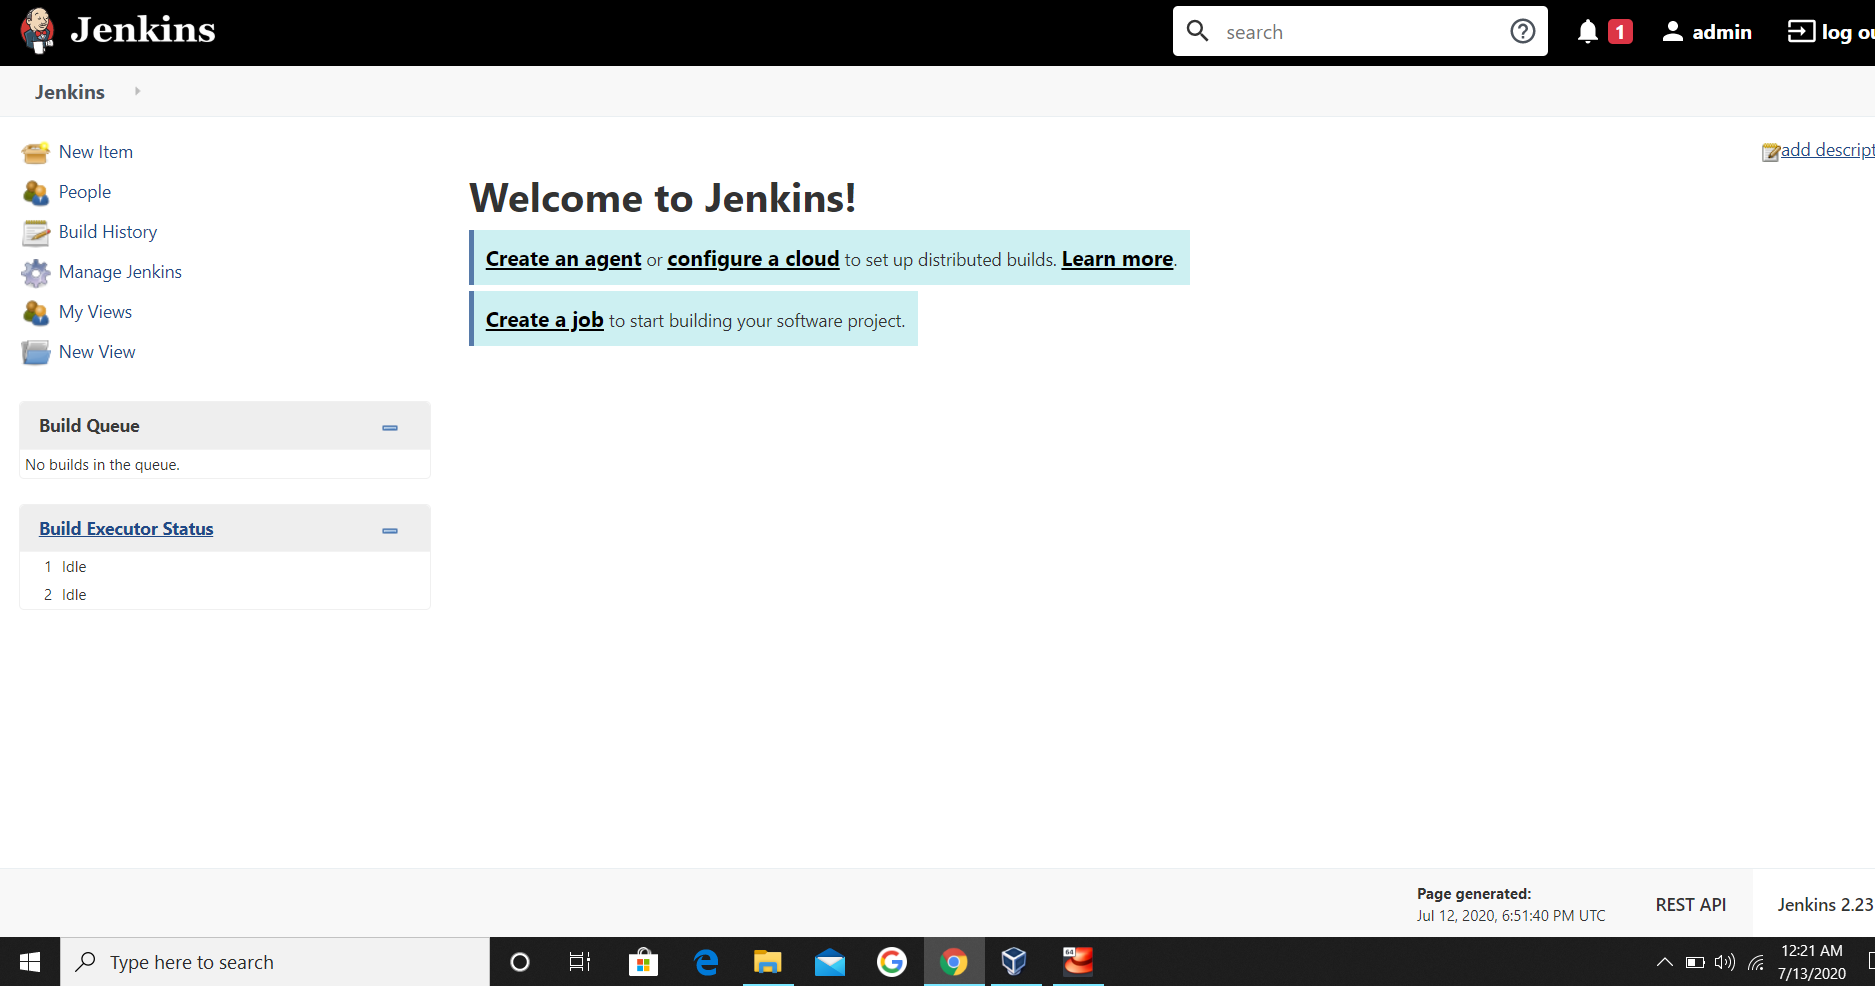 Jenkins
search
1
admin
log ou
Jenkins
New Item
People
Build History
Manage Jenkins
My Views
New View
add descript
Welcome to Jenkins!
Create an agent or configure a cloud to set up distributed builds. Learn more.
Create a job to start building your software project.
Build Queue
No builds in the queue.
Build Executor Status
1 Idle
2 Idle
Page generated:
Jul 12, 2020, 6:51:40 PM UTC
REST API
Jenkins 2.23
Type here to search
64
12:21 AM
7/13/2020